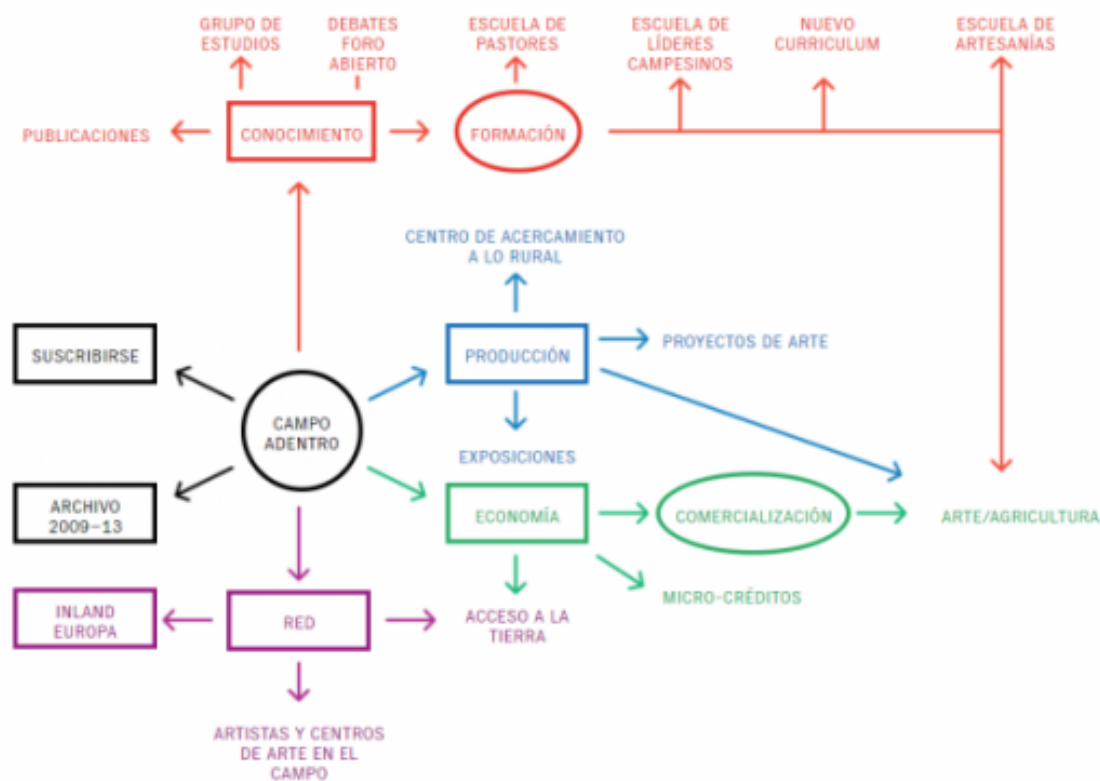 GRUPO DE
ESTUDIOS
DEBATES
FORO
ABIERTO
ESCUELA DE
PASTORES
ESCUELA DE
LÍDERES
CAMPESINOS
NUEVO
CURRICULUM
ESCUELA DE
ARTESANÍAS
PUBLICACIONES
CONOCIMIENTO
FORMACIÓN
CENTRO DE ACERCAMIENTO
A LO RURAL
SUSCRIBIRSE
PRODUCCIÓN
PROYECTOS DE ARTE
CAMPO
ADENTRO
EXPOSICIONES
ARCHIVO
2009–13
ECONOMÍA
COMERCIALIZACIÓN
ARTE/AGRICULTURA
MICRO-CRÉDITOS
INLAND
EUROPA
RED
ACCESO A LA
TIERRA
ARTISTAS Y CENTROS
DE ARTE EN EL
CAMPO